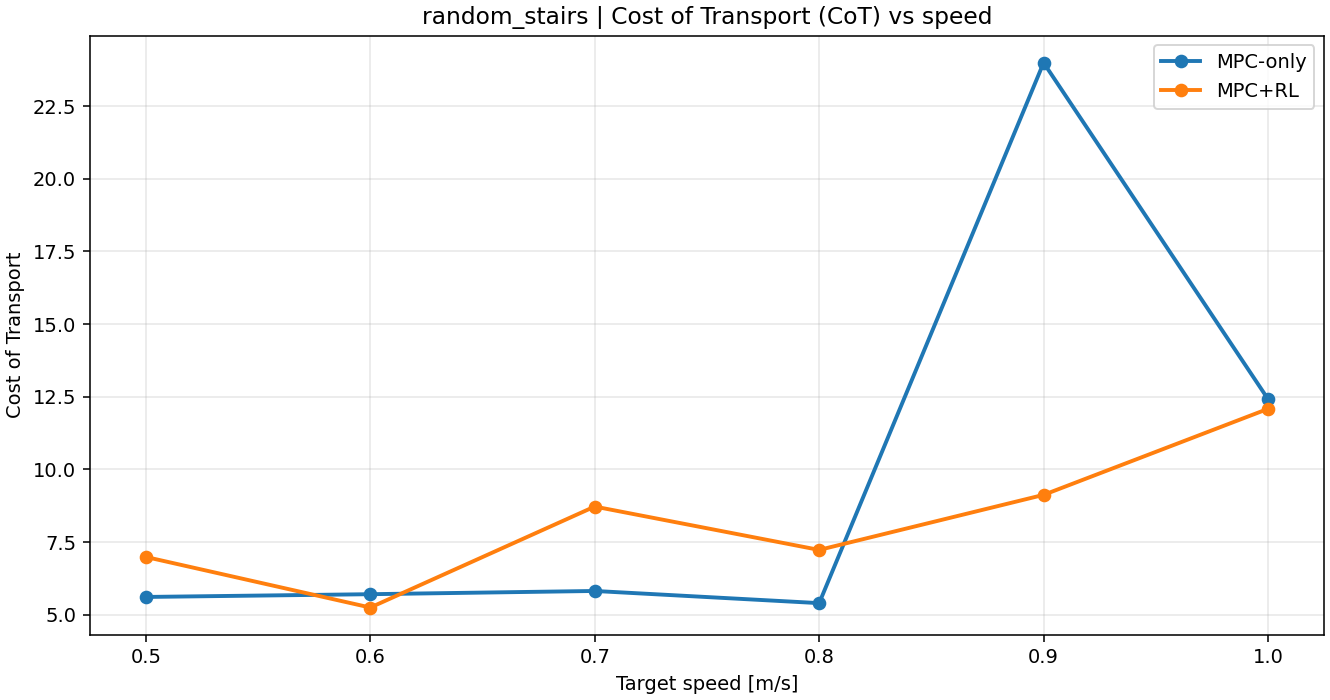 random_stairs | Cost of Transport (CoT) vs speed
MPC-only
MPC+RL
Cost of Transport
22.5
20.0
17.5
15.0
12.5
10.0
7.5
5.0
0.5 0.6 0.7 0.8 0.9 1.0
Target speed [m/s]